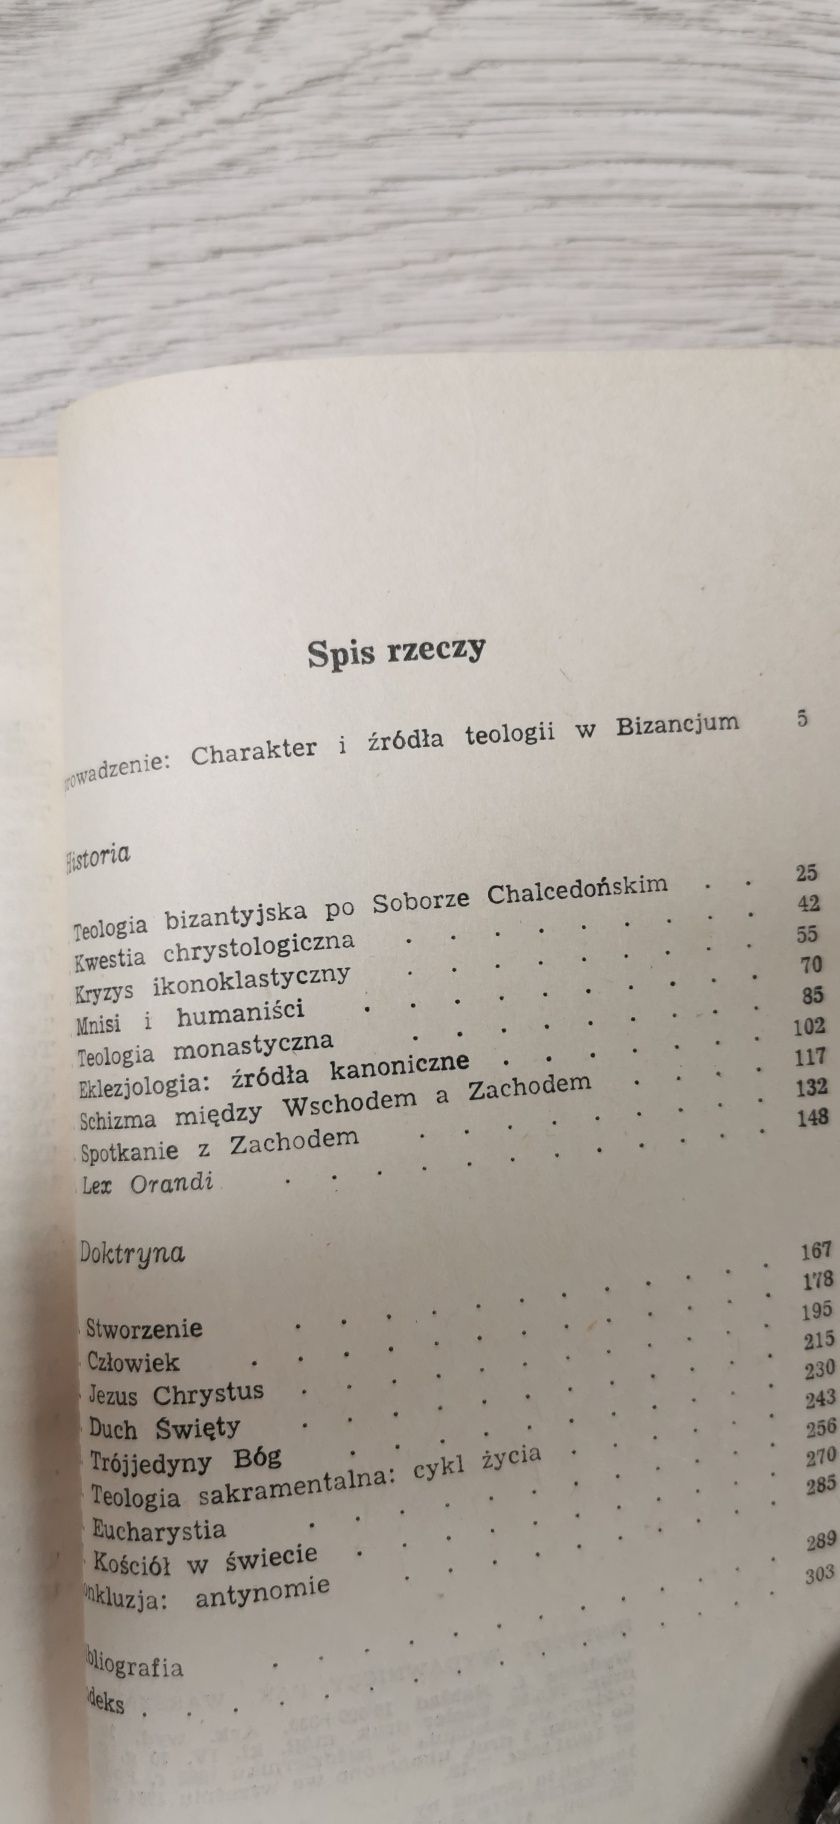 Spis rzeczy
rowadzenie: Charakter i źródła teologii w Bizancjum 5
Historia
Teologia bizantyjska po Soborze Chalcedońskim . . 25
Kwestia chrystologiczna . . . . . . . . 42
Kryzys ikonoklastyczny . . . . . . . . 55
Mnisi i humaniści . . . . . . . . . 70
Teologia monastyczna . . . . . . . . 85
Eklezjologia: źródła kanoniczne . . . . . . 102
Schizma między Wschodem a Zachodem . . . . 117
Spotkanie z Zachodem . . . . . . . . 132
Lex Orandi . . . . . . . . . . . 148
Doktryna
Stworzenie . . . . . . . . . . . 167
Człowiek . . . . . . . . . . . . 178
Jezus Chrystus . . . . . . . . . . . 195
Duch Święty . . . . . . . . . . . 215
Trójjedyny Bóg . . . . . . . . . . 230
Teologia sakramentalna: cykl życia . . . . . 243
Eucharystia . . . . . . . . . . . 256
Kościół w świecie . . . . . . . . . . 270
onkluzja: antynomie . . . . . . . . . 285
bliografia . . . . . . . . . . . . 289
deks . . . . . . . . . . . . . . 303